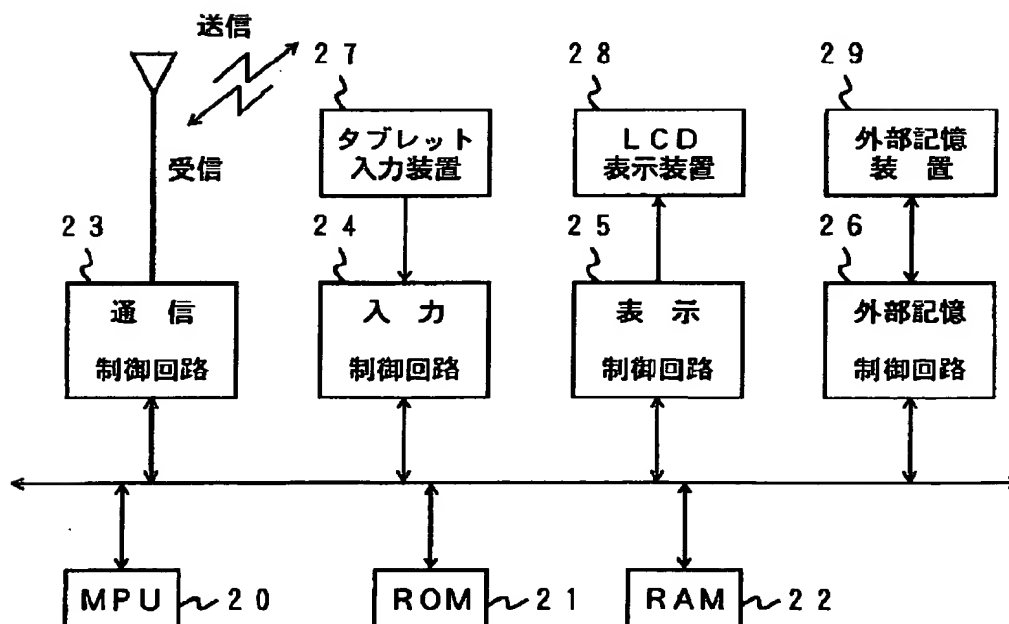 送信
受信
27
タブレット
入力装置
28
LCD
表示装置
29
外部記憶
装 置
23
通 信
制御回路
24
入 力
制御回路
25
表 示
制御回路
26
外部記憶
制御回路
MPU 20
ROM 21
RAM 22